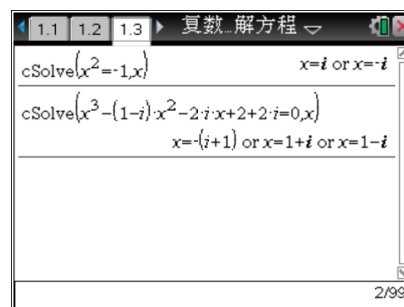 1.1 1.2 1.3 复数…解方程
cSolve(x²=-1,x) x=i or x=-i
cSolve(x³-(1-i)·x²-2·i·x+2+2·i=0,x)
x=-(i+1) or x=1+i or x=1-i
2/99